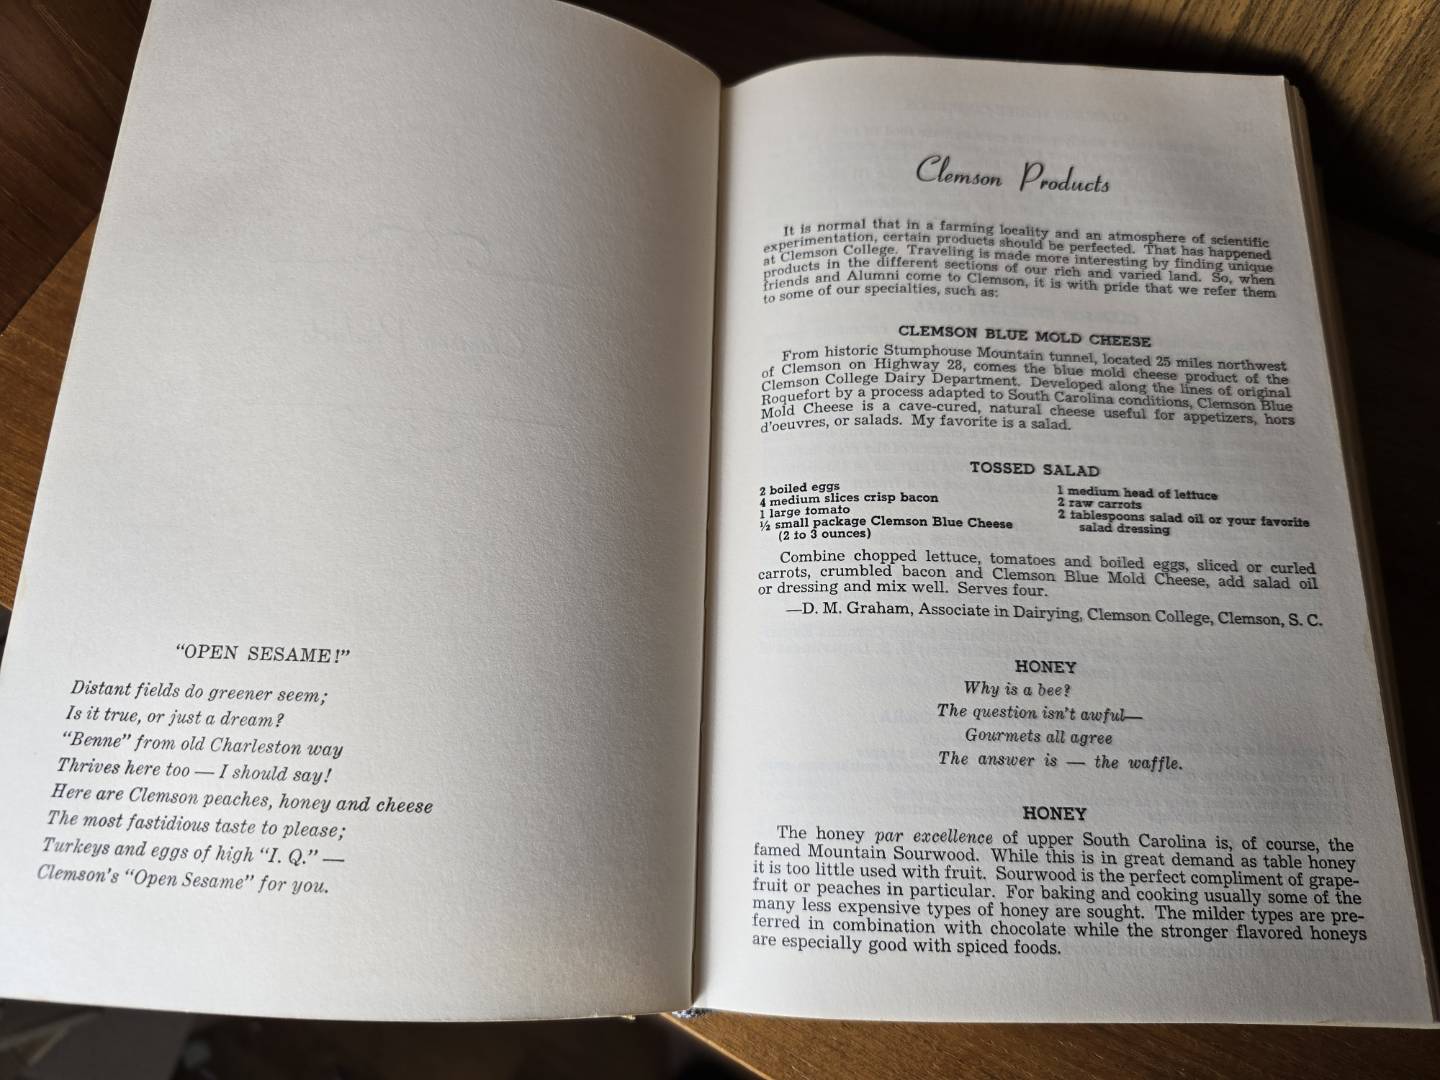 "OPEN SESAME!"
Distant fields do greener seem;
Is it true, or just a dream?
"Benne" from old Charleston way
Thrives here too — I should say!
Here are Clemson peaches, honey and cheese
The most fastidious taste to please;
Turkeys and eggs of high "I. Q." —
Clemson's "Open Sesame" for you.
Clemson Products
It is normal that in a farming locality and an atmosphere of scientific
experimentation, certain products should be perfected. That has happened
at Clemson College. Traveling is made more interesting by finding unique
products in the different sections of our rich and varied land. So, when
friends and Alumni come to Clemson, it is with pride that we refer them
to some of our specialties, such as:
CLEMSON BLUE MOLD CHEESE
From historic Stumphouse Mountain tunnel, located 25 miles northwest
of Clemson on Highway 28, comes the blue mold cheese product of the
Clemson College Dairy Department. Developed along the lines of original
Roquefort by a process adapted to South Carolina conditions, Clemson Blue
Mold Cheese is a cave-cured, natural cheese useful for appetizers, hors
d'oeuvres, or salads. My favorite is a salad.
TOSSED SALAD
2 boiled eggs
4 medium slices crisp bacon
1 large tomato
½ small package Clemson Blue Cheese
(2 to 3 ounces)
1 medium head of lettuce
2 raw carrots
2 tablespoons salad oil or your favorite
salad dressing
Combine chopped lettuce, tomatoes and boiled eggs, sliced or curled
carrots, crumbled bacon and Clemson Blue Mold Cheese, add salad oil
or dressing and mix well. Serves four.
—D. M. Graham, Associate in Dairying, Clemson College, Clemson, S. C.
HONEY
Why is a bee?
The question isn't awful—
Gourmets all agree
The answer is — the waffle.
HONEY
The honey par excellence of upper South Carolina is, of course, the
famed Mountain Sourwood. While this is in great demand as table honey
it is too little used with fruit. Sourwood is the perfect compliment of grape-
fruit or peaches in particular. For baking and cooking usually some of the
many less expensive types of honey are sought. The milder types are pre-
ferred in combination with chocolate while the stronger flavored honeys
are especially good with spiced foods.